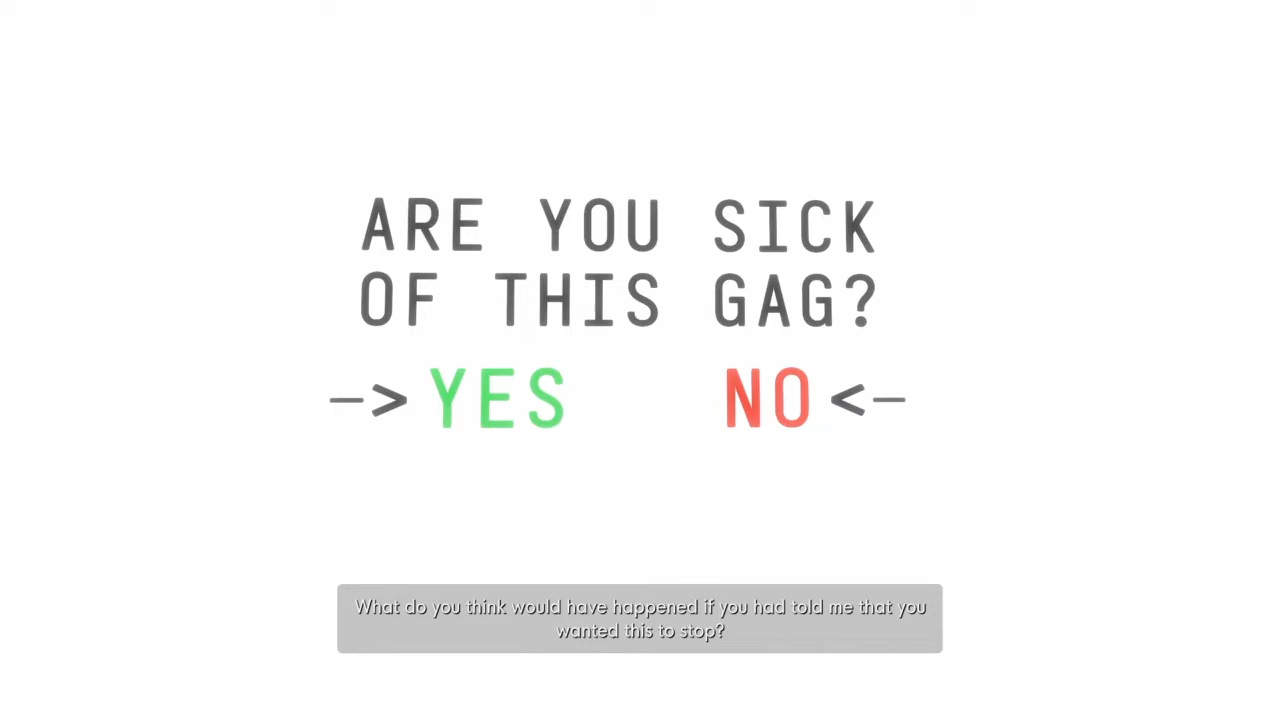 ARE YOU SICK
OF THIS GAG?
—> YES NO <—
What do you think would have happened if you had told me that you
wanted this to stop?